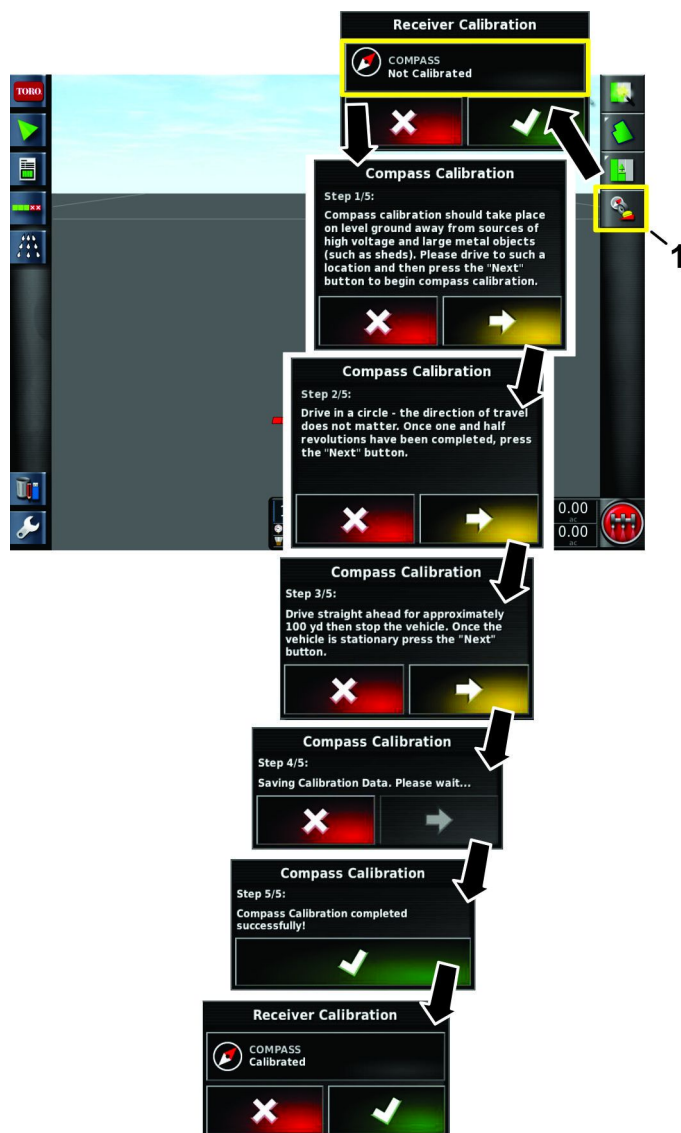 Receiver Calibration
COMPASS
Not Calibrated
TORO
Compass Calibration
Step 1/5:
Compass calibration should take place
on level ground away from sources of
high voltage and large metal objects
(such as sheds). Please drive to such a
location and then press the "Next"
button to begin compass calibration.
1
Compass Calibration
Step 2/5:
Drive in a circle - the direction of travel
does not matter. Once one and half
revolutions have been completed, press
the "Next" button.
0.00
ac
0.00
ac
Compass Calibration
Step 3/5:
Drive straight ahead for approximately
100 yd then stop the vehicle. Once the
vehicle is stationary press the "Next"
button.
Compass Calibration
Step 4/5:
Saving Calibration Data. Please wait...
Compass Calibration
Step 5/5:
Compass Calibration completed
successfully!
Receiver Calibration
COMPASS
Calibrated